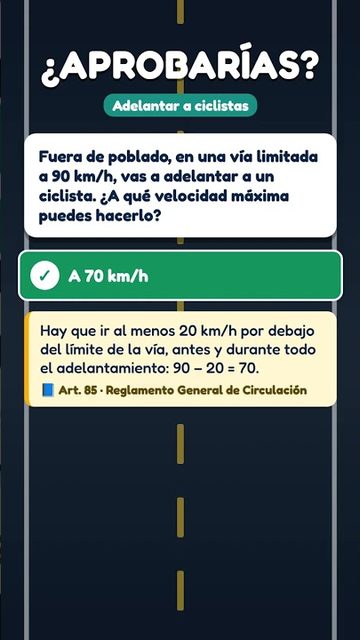 ¿APROBARÍAS?
Adelantar a ciclistas
Fuera de poblado, en una vía limitada
a 90 km/h, vas a adelantar a un
ciclista. ¿A qué velocidad máxima
puedes hacerlo?
✓ A 70 km/h
Hay que ir al menos 20 km/h por debajo
del límite de la vía, antes y durante todo
el adelantamiento: 90 – 20 = 70.
📘 Art. 85 · Reglamento General de Circulación